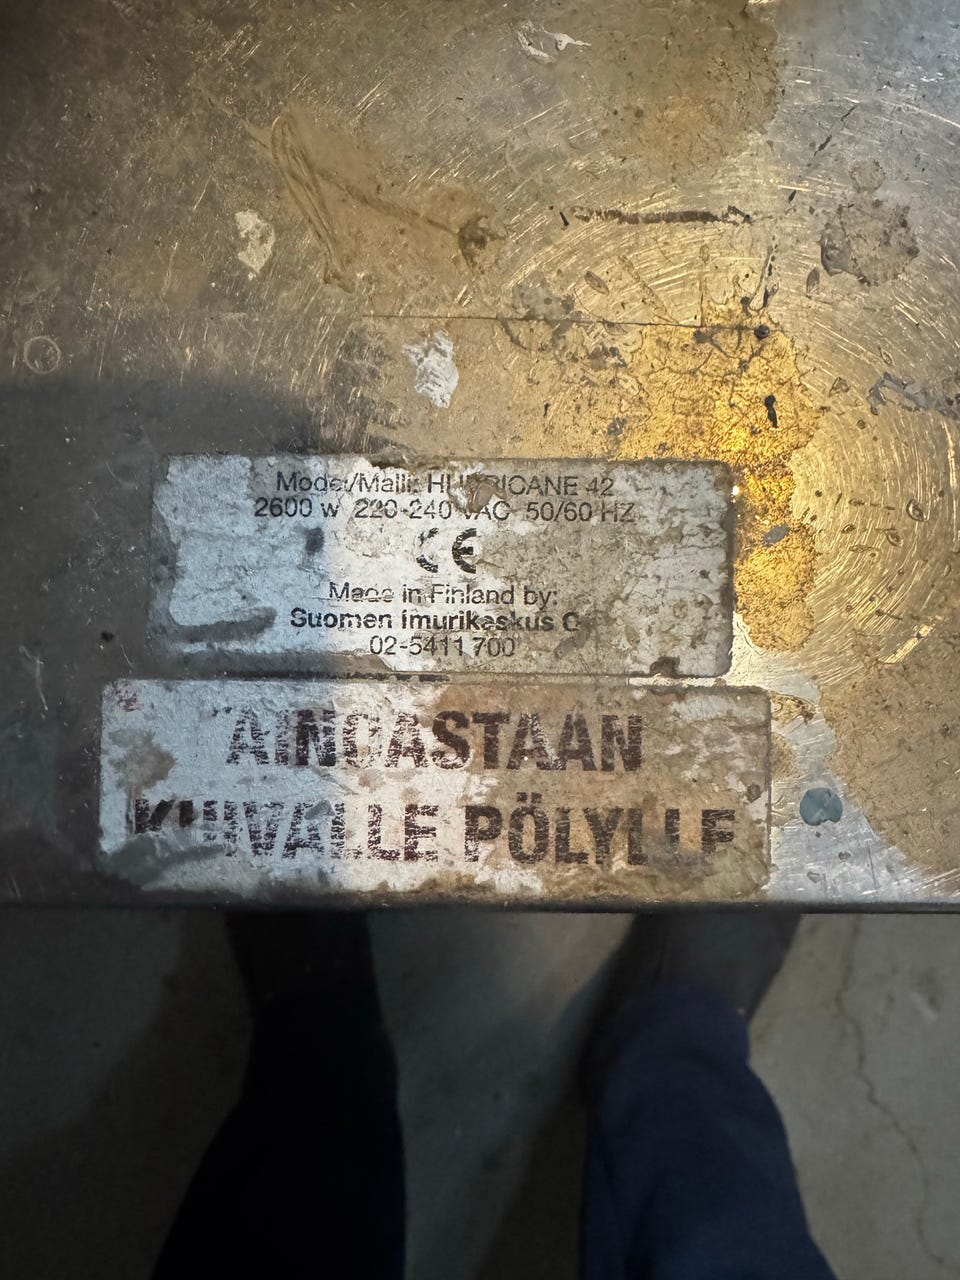 Model/Malli: HURRICANE 42
2600 w 220-240 VAC 50/60 HZ
CE
Made in Finland by:
Suomen Imurikeskus
02-5411 700
AINOASTAAN
KUIVALLE PÖLYLLE